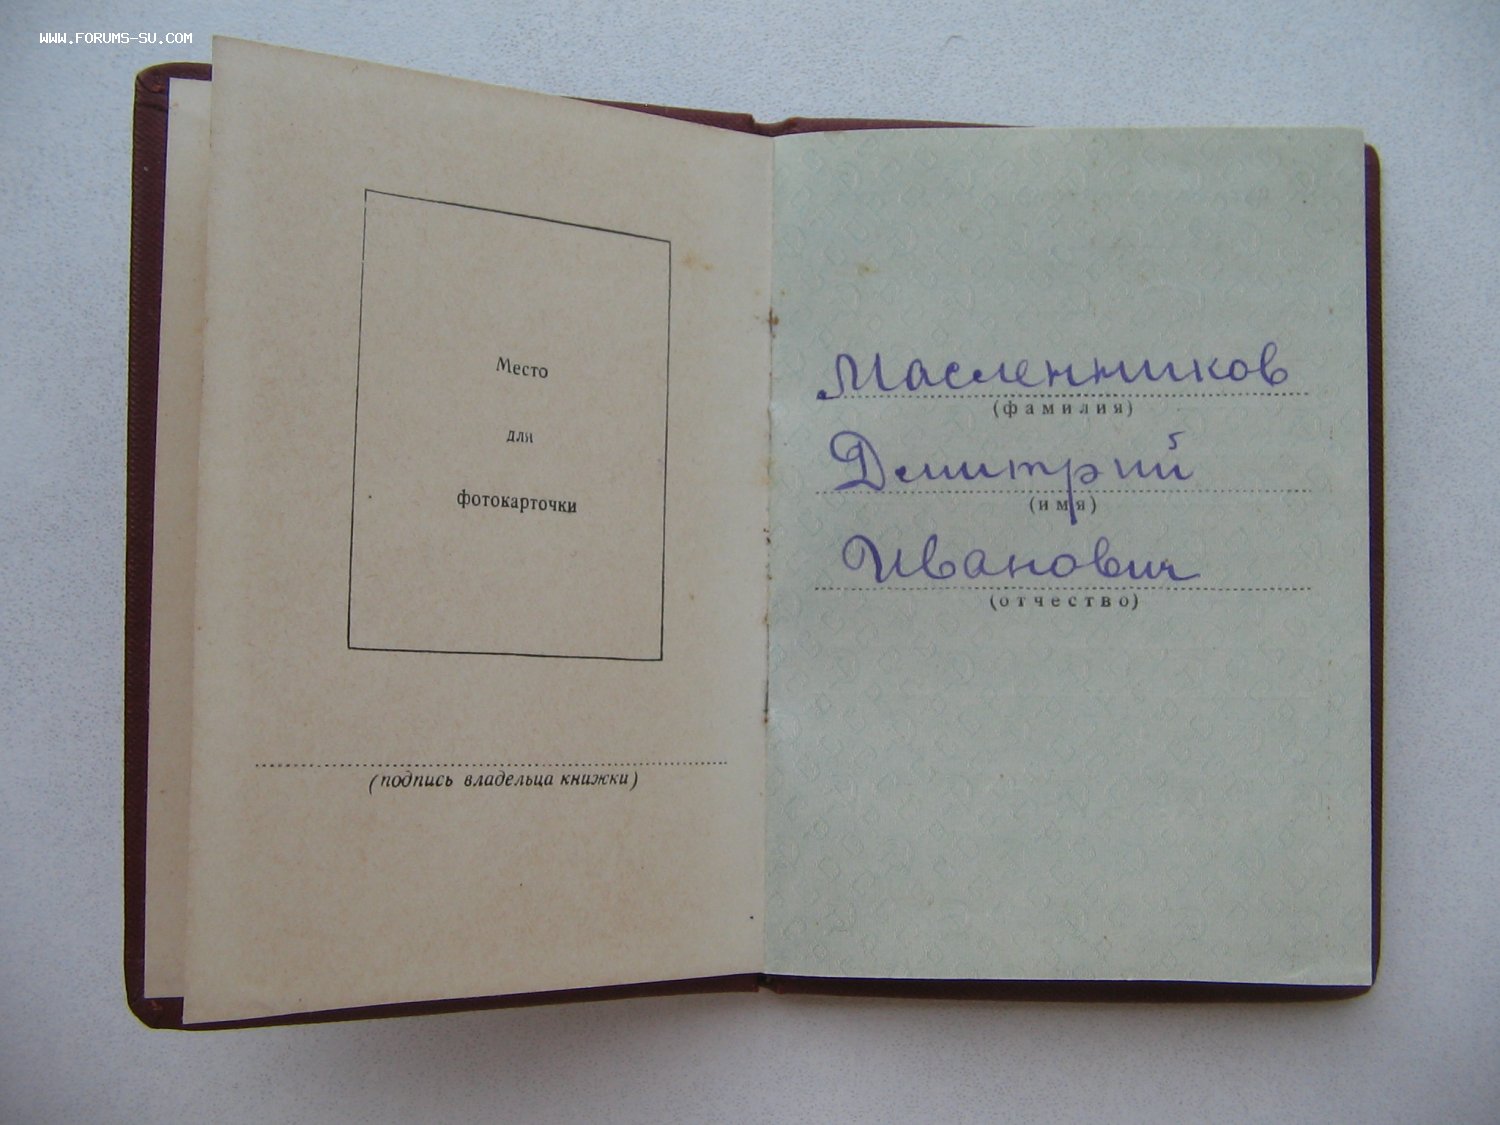 WWW.FORUMS-SU.COM
Место
для
фотокарточки
(подпись владельца книжки)
Масленников
(фамилия)
Дмитрий
(имя)
Иванович
(отчество)